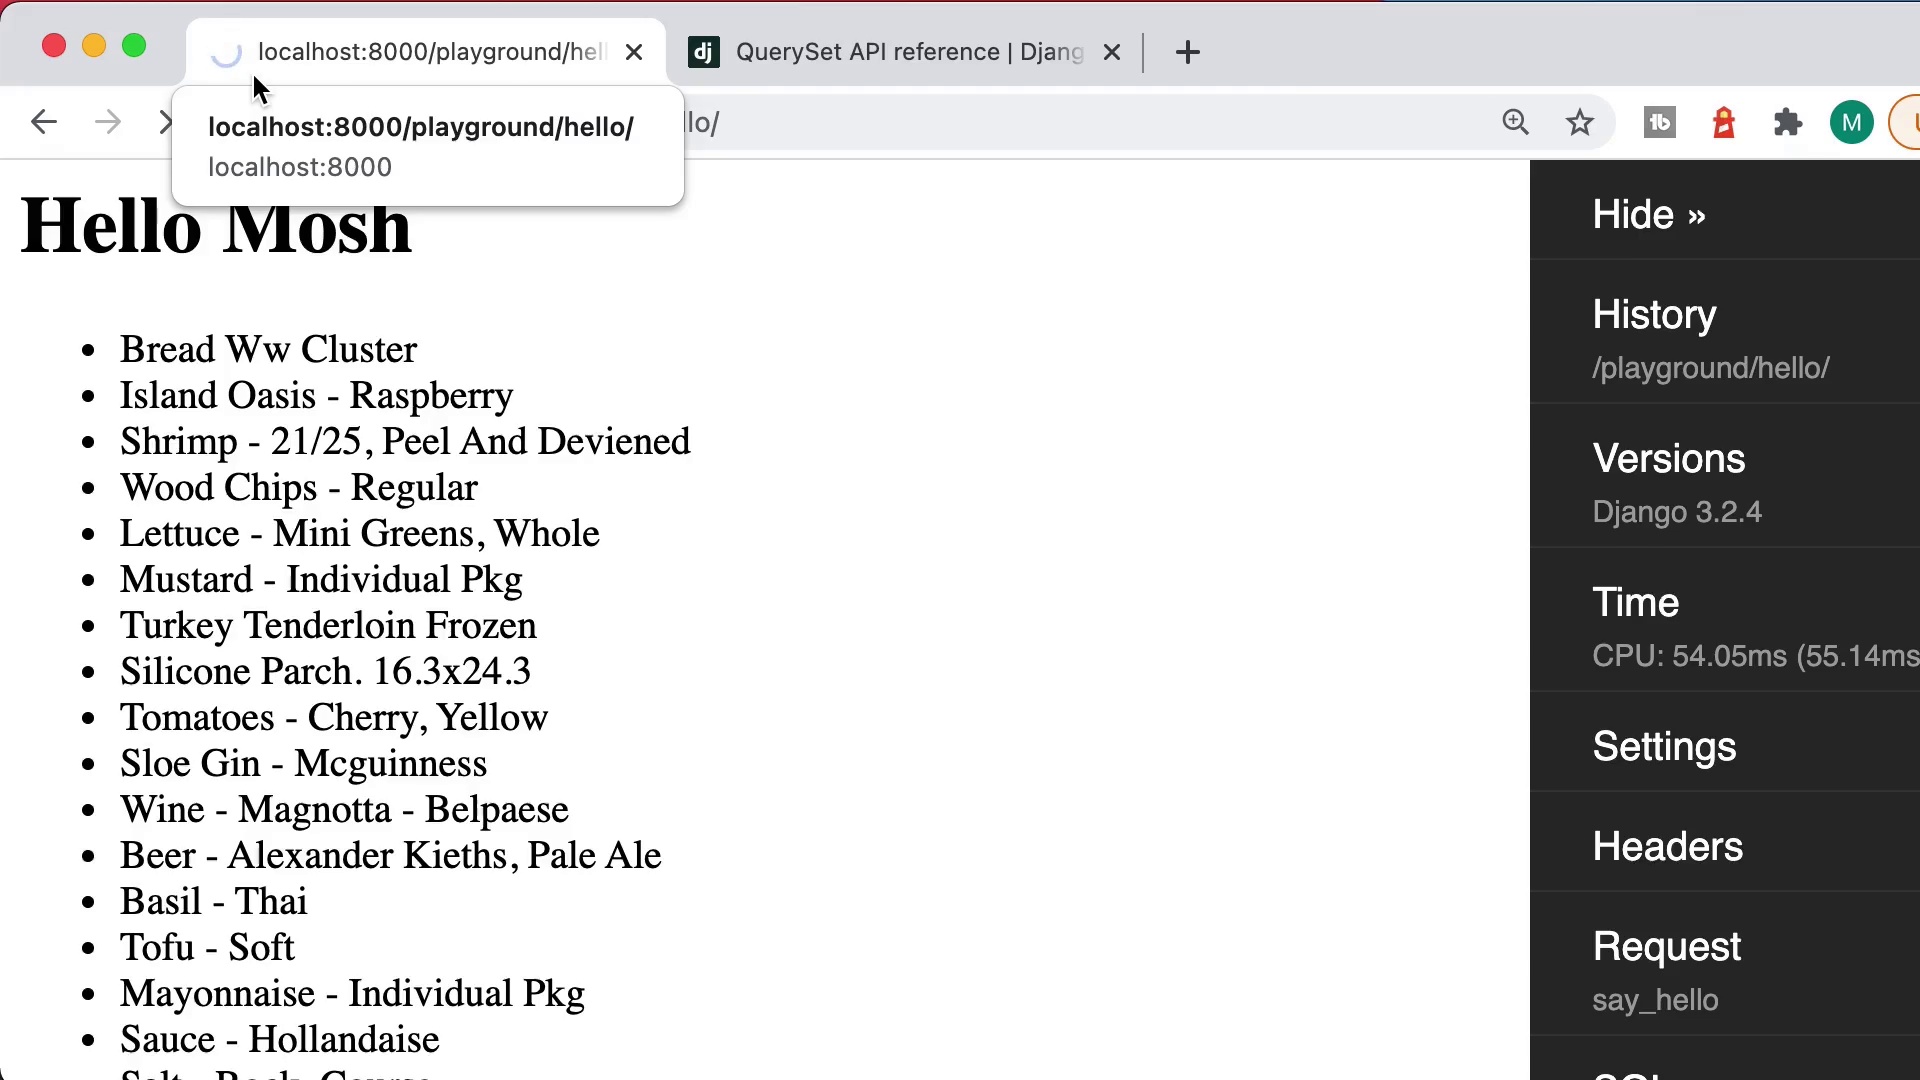 localhost:8000/playground/hel
dj QuerySet API reference | Djang
localhost:8000/playground/hello/
localhost:8000
llo/
M
Hello Mosh
Bread Ww Cluster
Island Oasis - Raspberry
Shrimp - 21/25, Peel And Deviened
Wood Chips - Regular
Lettuce - Mini Greens, Whole
Mustard - Individual Pkg
Turkey Tenderloin Frozen
Silicone Parch. 16.3x24.3
Tomatoes - Cherry, Yellow
Sloe Gin - Mcguinness
Wine - Magnotta - Belpaese
Beer - Alexander Kieths, Pale Ale
Basil - Thai
Tofu - Soft
Mayonnaise - Individual Pkg
Sauce - Hollandaise
Hide »
History
/playground/hello/
Versions
Django 3.2.4
Time
CPU: 54.05ms (55.14ms
Settings
Headers
Request
say_hello